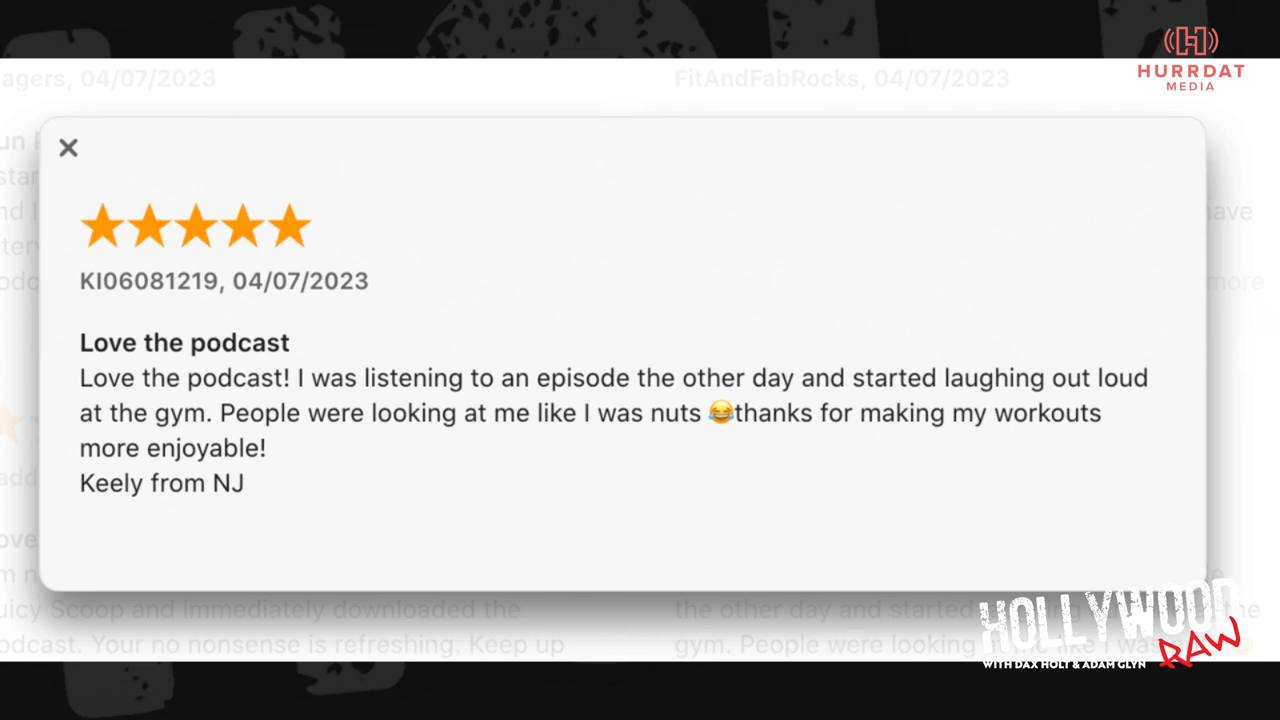 HURRDAT
MEDIA
agers, 04/07/2023
FitAndFabRocks, 04/07/2023
KI06081219, 04/07/2023
Love the podcast
Love the podcast! I was listening to an episode the other day and started laughing out loud
at the gym. People were looking at me like I was nuts 😂thanks for making my workouts
more enjoyable!
Keely from NJ
have
more
uicy Scoop and immediately downloaded the
odcast. Your no nonsense is refreshing. Keep up
the other day and started
gym. People were looking
HOLLYWOOD
RAW
WITH DAX HOLT & ADAM GLYN